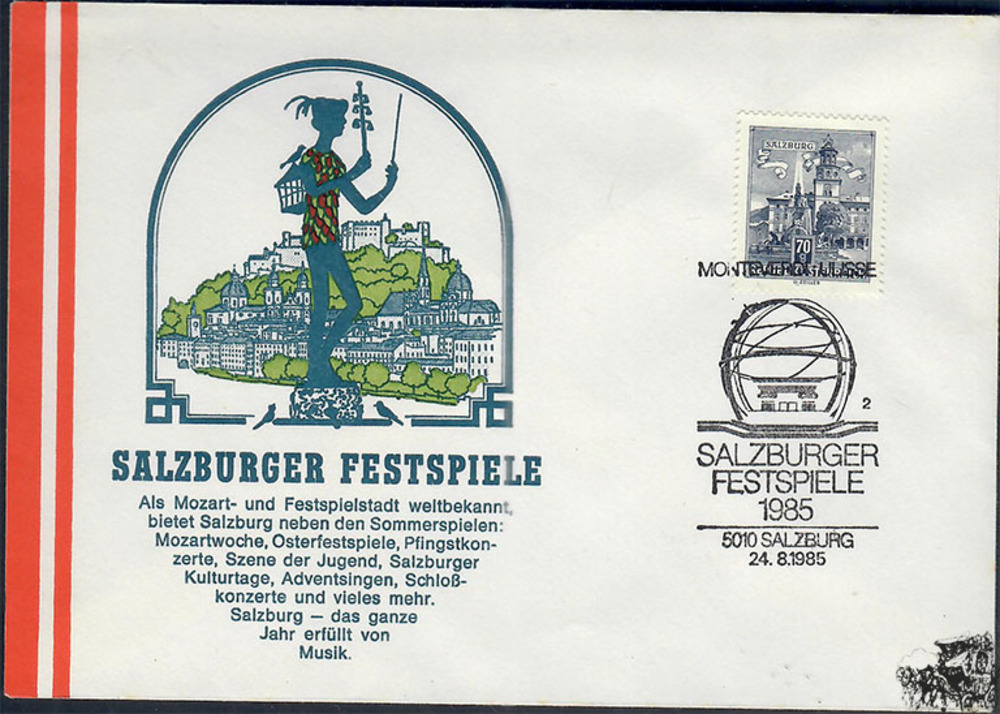 SALZBURG
70
g
MONTEVERDI: ULISSE
2
SALZBURGER
FESTSPIELE
1985
5010 SALZBURG
24. 8.1985
SALZBURGER FESTSPIELE
Als Mozart- und Festspielstadt weltbekannt,
bietet Salzburg neben den Sommerspielen:
Mozartwoche, Osterfestspiele, Pfingstkon-
zerte, Szene der Jugend, Salzburger
Kulturtage, Adventsingen, Schloß-
konzerte und vieles mehr.
Salzburg – das ganze
Jahr erfüllt von
Musik.